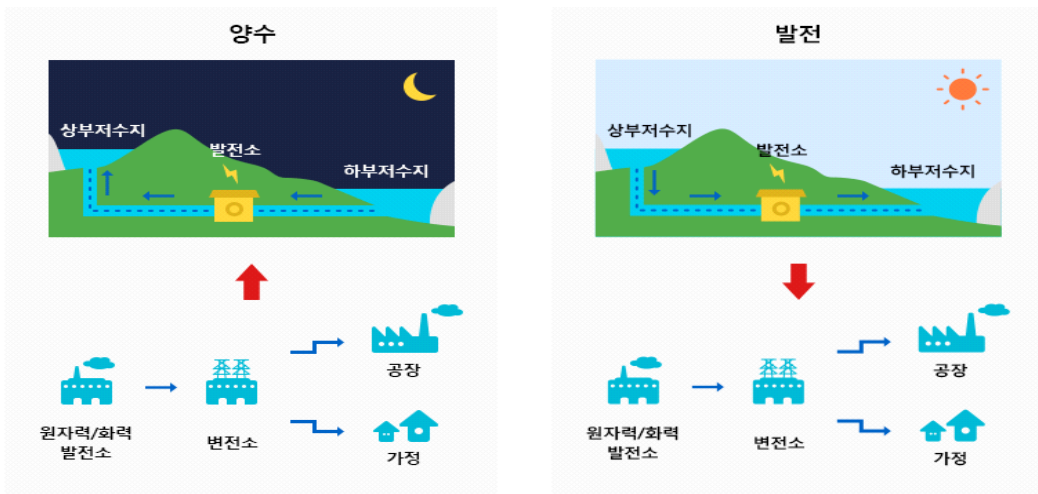 양수
상부저수지
발전소
하부저수지
공장
원자력/화력
발전소
변전소
가정
발전
상부저수지
발전소
하부저수지
공장
원자력/화력
발전소
변전소
가정